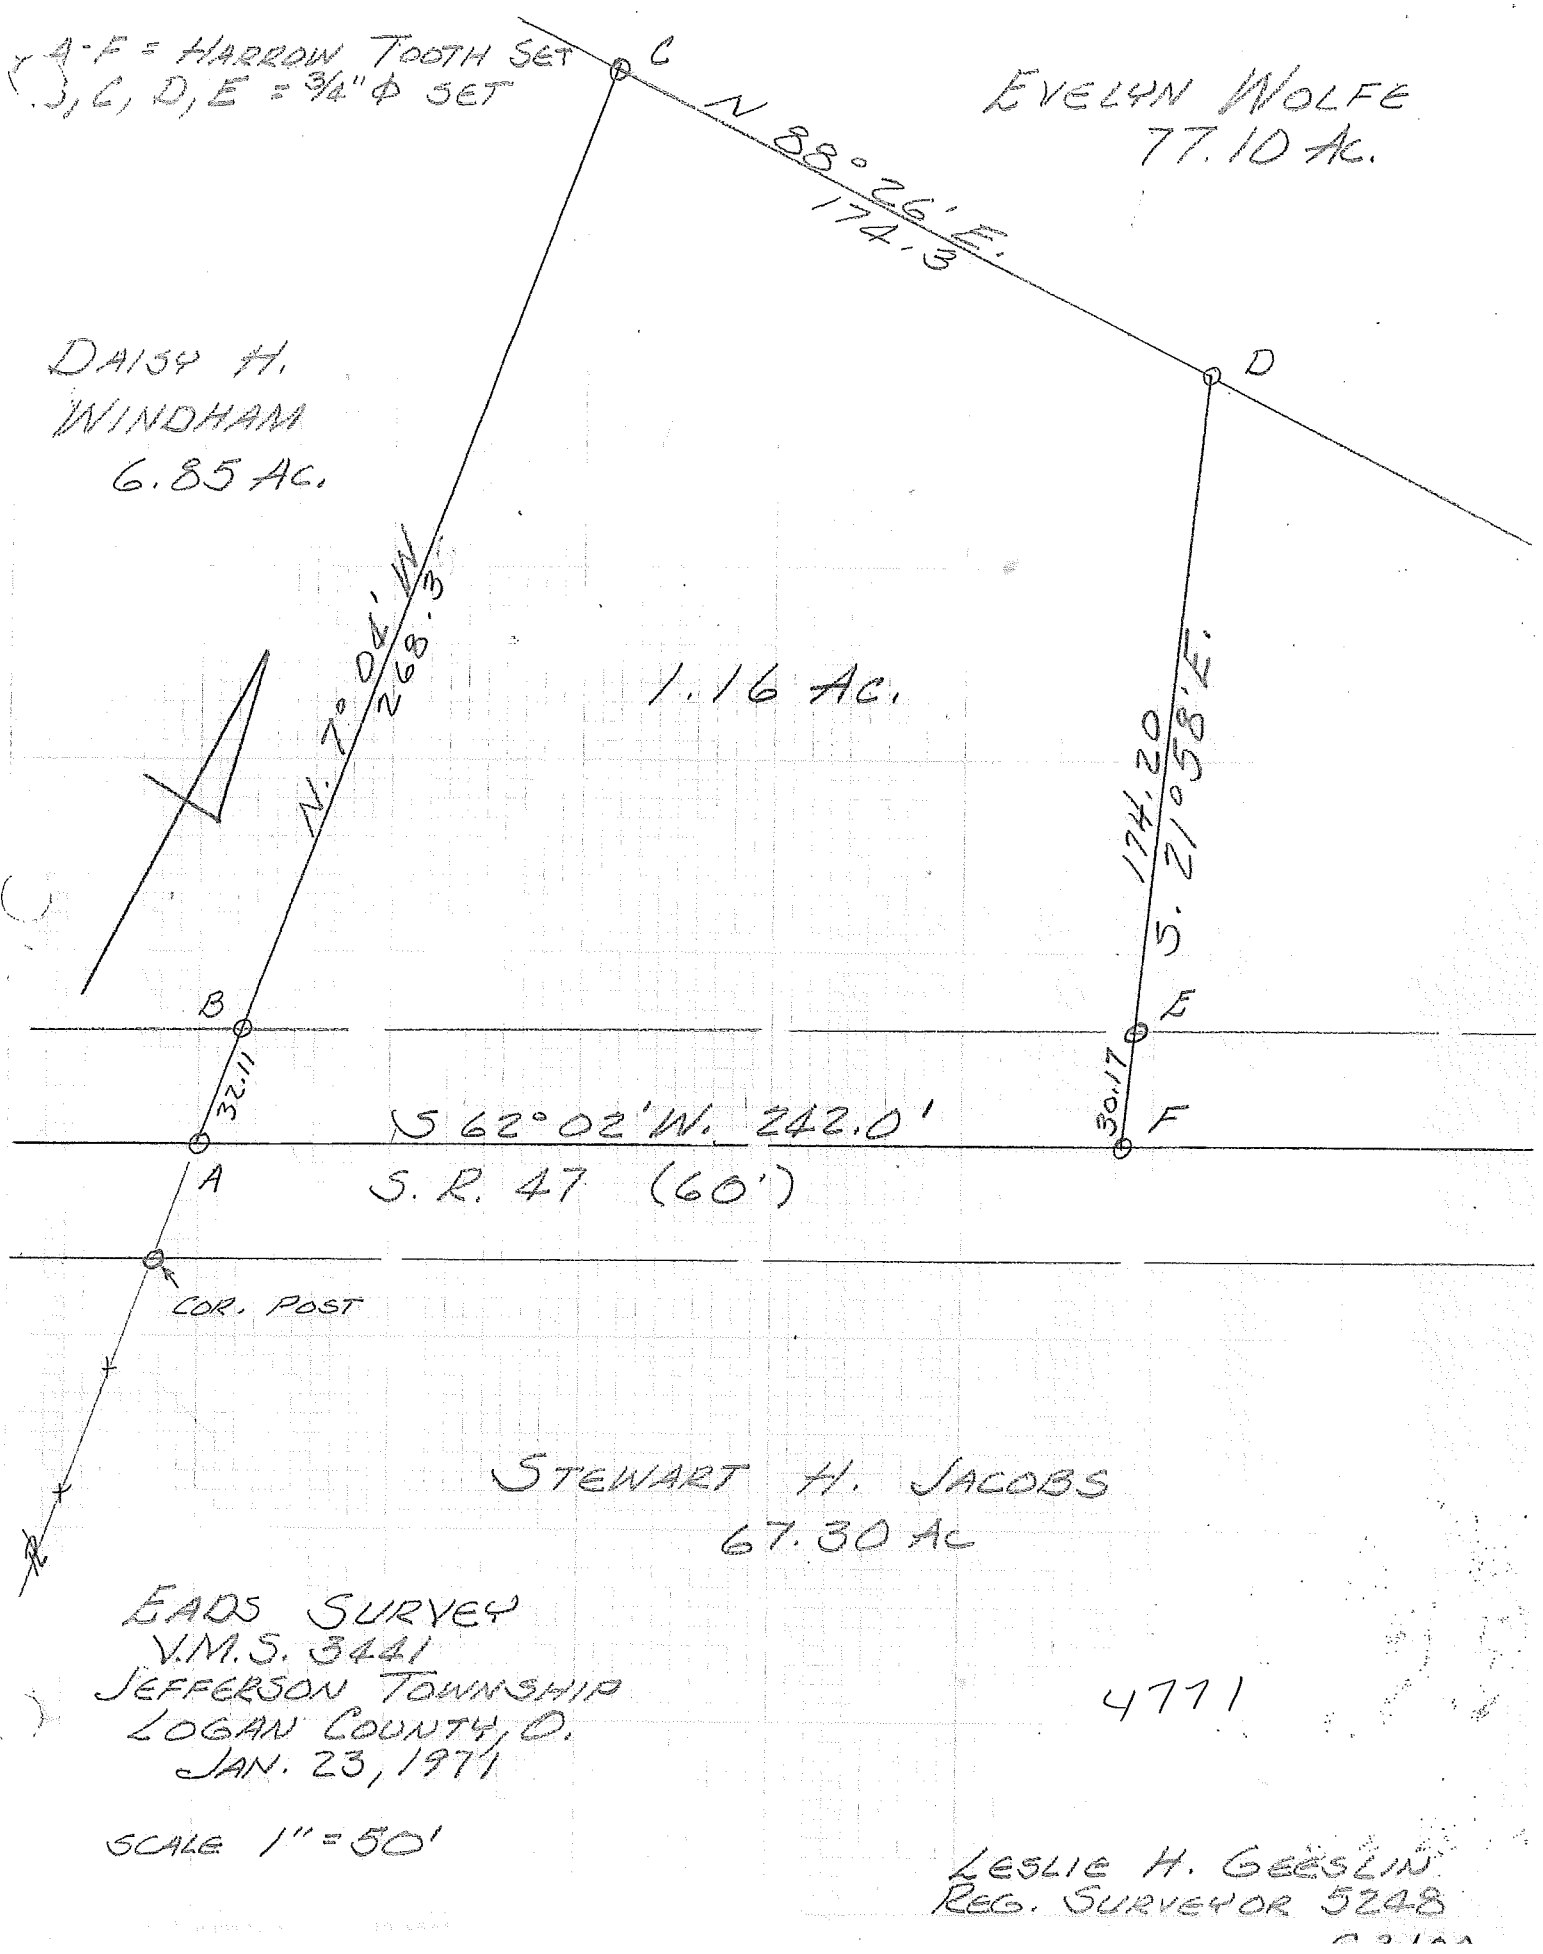 A-F = HARROW TOOTH SET
C, D, E = 3/4" Φ SET
C
EVELYN WOLFE
77.10 AC.
N 88° 26' E.
174.3
DAISY H.
WINDHAM
6.85 AC.
D
N. 7° 04' W
268.3
1.16 AC.
174.20
S. 21° 58' E.
B
E
32.11
30.17
S 62° 02' W. 242.0'
F
A
S. R. 47 (60')
COR. POST
STEWART H. JACOBS
67.30 AC
EADS SURVEY
V.M.S. 3441
JEFFERSON TOWNSHIP
LOGAN COUNTY, O.
JAN. 23, 1971
4771
SCALE 1" = 50'
LESLIE H. GEESLIN
REG. SURVEYOR 5248